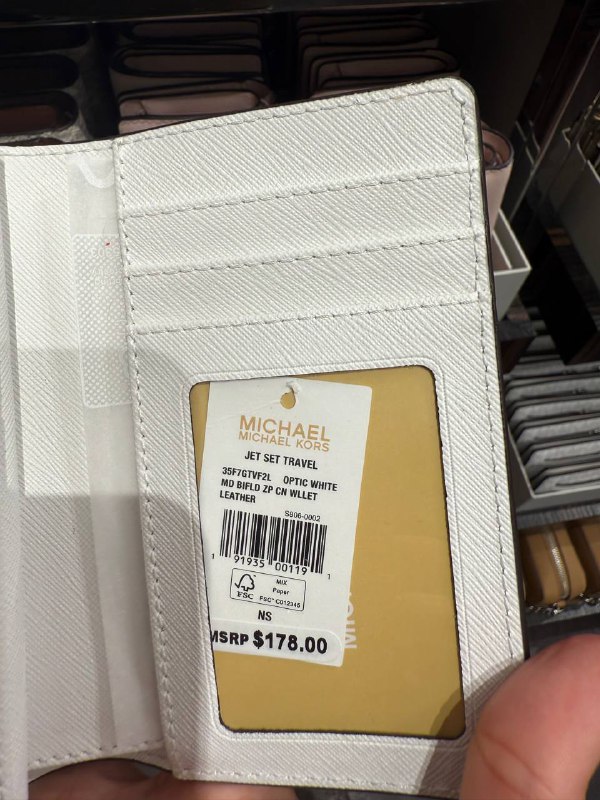 MICHAEL
MICHAEL KORS
JET SET TRAVEL
35F7GTVF2L OPTIC WHITE
MD BIFLD ZP CN WLLET
LEATHER
S806-0002
1 91935 00119 1
MIX
Paper
FSC FSC® C012345
NS
MSRP $178.00